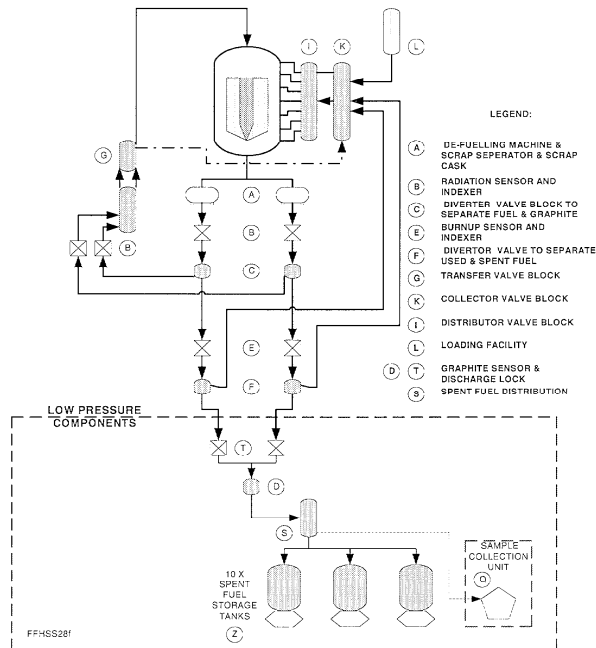 I
K
L
LEGEND:
A DE-FUELLING MACHINE &
SCRAP SEPERATOR & SCRAP
CASK
B RADIATION SENSOR AND
INDEXER
C DIVERTER VALVE BLOCK TO
SEPARATE FUEL & GRAPHITE
E BURNUP SENSOR AND
INDEXER
F DIVERTOR VALVE TO SEPARATE
USED & SPENT FUEL
G TRANSFER VALVE BLOCK
K COLLECTOR VALVE BLOCK
I DISTRIBUTOR VALVE BLOCK
L LOADING FACILITY
D T GRAPHITE SENSOR &
DISCHARGE LOCK
S SPENT FUEL DISTRIBUTION
G
A
B
B
C
E
F
LOW PRESSURE
COMPONENTS
T
D
S
SAMPLE
COLLECTION
UNIT
Q
10 X
SPENT
FUEL
STORAGE
TANKS
Z
FFHSS28f